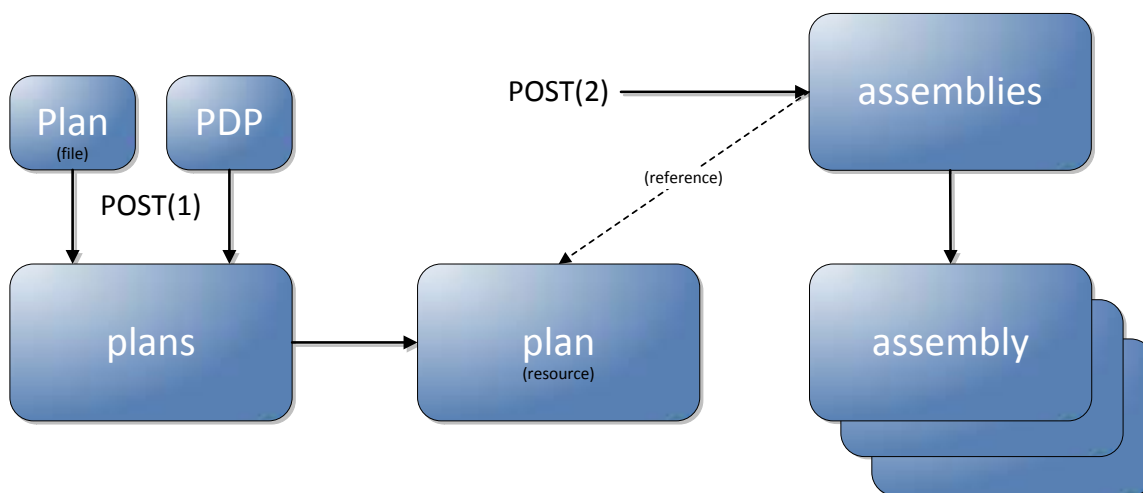 Plan
(file)
PDP
POST(1)
plans
plan
(resource)
POST(2)
(reference)
assemblies
assembly